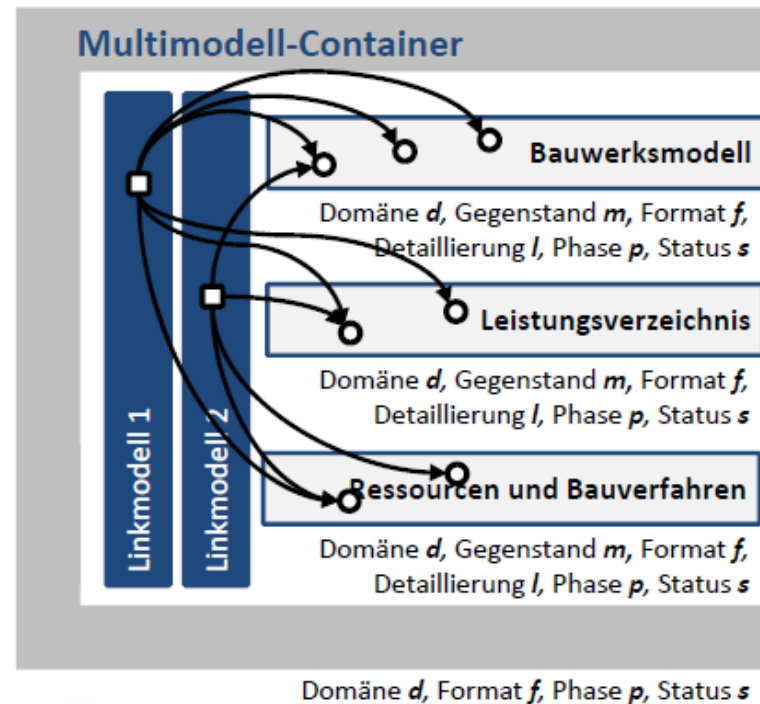 Multimodell-Container
Linkmodell 1
Linkmodell 2
Bauwerksmodell
Domäne d, Gegenstand m, Format f,
Detaillierung l, Phase p, Status s
Leistungsverzeichnis
Domäne d, Gegenstand m, Format f,
Detaillierung l, Phase p, Status s
Ressourcen und Bauverfahren
Domäne d, Gegenstand m, Format f,
Detaillierung l, Phase p, Status s
Domäne d, Format f, Phase p, Status s